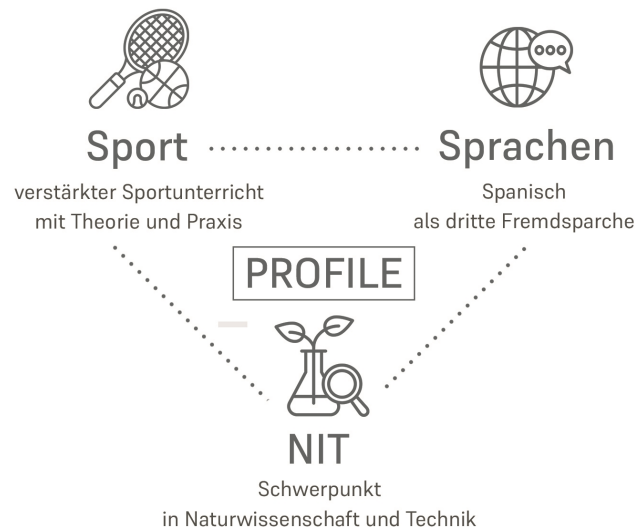 Sport
verstärkter Sportunterricht
mit Theorie und Praxis
Sprachen
Spanisch
als dritte Fremdsparche
PROFILE
NIT
Schwerpunkt
in Naturwissenschaft und Technik